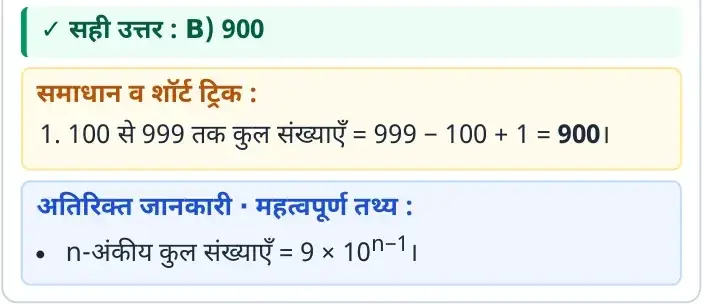 ✓ सही उत्तर : B) 900
समाधान व शॉर्ट ट्रिक :
1. 100 से 999 तक कुल संख्याएँ = 999 − 100 + 1 = 900।
अतिरिक्त जानकारी · महत्वपूर्ण तथ्य :
• n-अंकीय कुल संख्याएँ = 9 × 10ⁿ⁻¹।